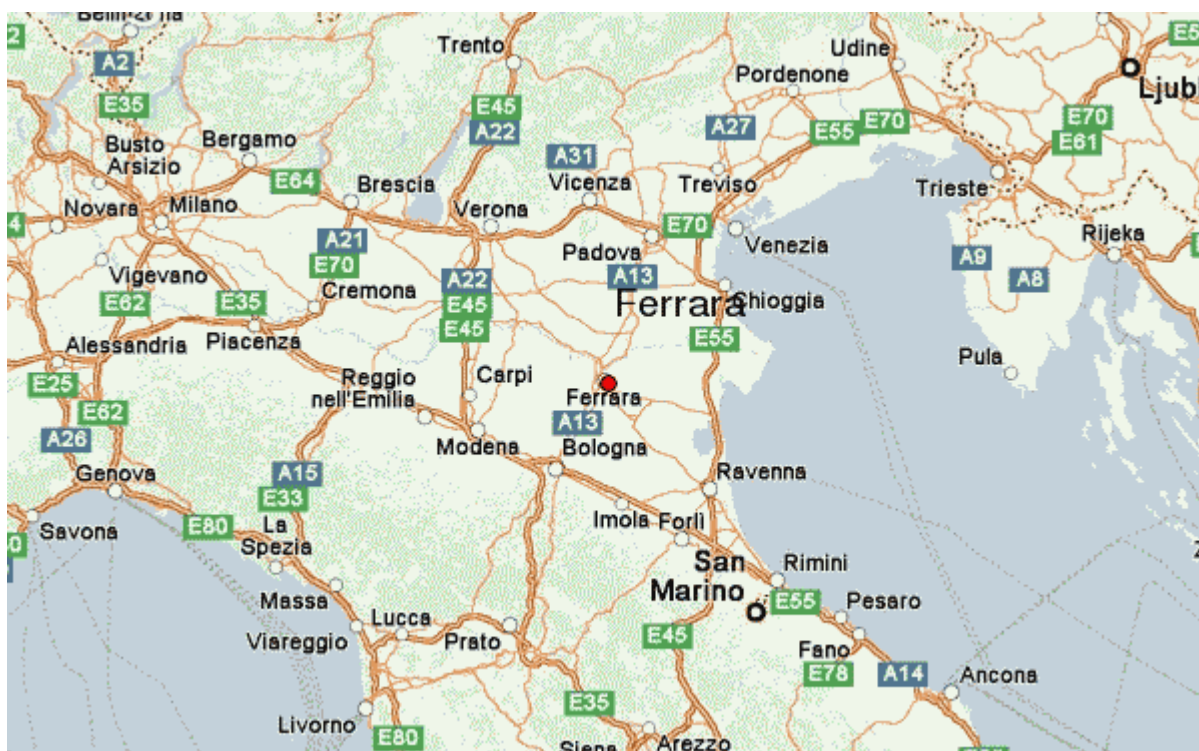 Bellinzona
Trento
Udine
E5
A2
Pordenone
Ljubl
E35
E45
A22
A27
E55
E70
E70
E61
Busto
Arsizio
Bergamo
A31
E64
Brescia
Vicenza
Treviso
Trieste
Novara
Milano
Verona
E70
Venezia
Padova
Rijeka
A21
E70
Vigevano
A22
A13
A9
A8
E62
E35
Cremona
E45
Ferrara
Chioggia
E45
E55
Alessandria
Piacenza
Pula
E25
Reggio
nell'Emilia
Carpi
Ferrara
E62
A13
A26
Modena
Bologna
Genova
A15
Ravenna
E33
Savona
E80
La
Spezia
Imola
Forlì
San
Marino
Rimini
Massa
E55
Pesaro
Viareggio
Lucca
Prato
E45
Fano
E78
A14
Ancona
Livorno
E35
E80
Siena
Arezzo